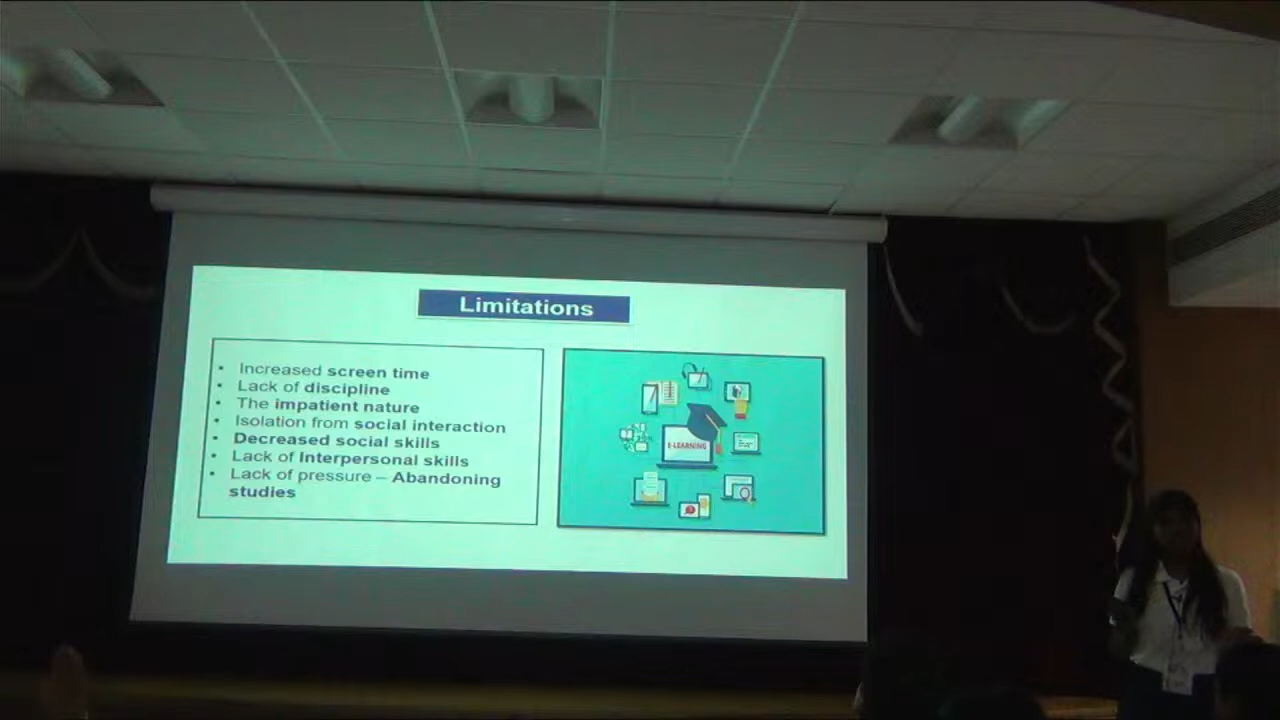 Limitations
• Increased screen time
• Lack of discipline
• The impatient nature
• Isolation from social interaction
• Decreased social skills
• Lack of Interpersonal skills
• Lack of pressure – Abandoning
studies
E-LEARNING